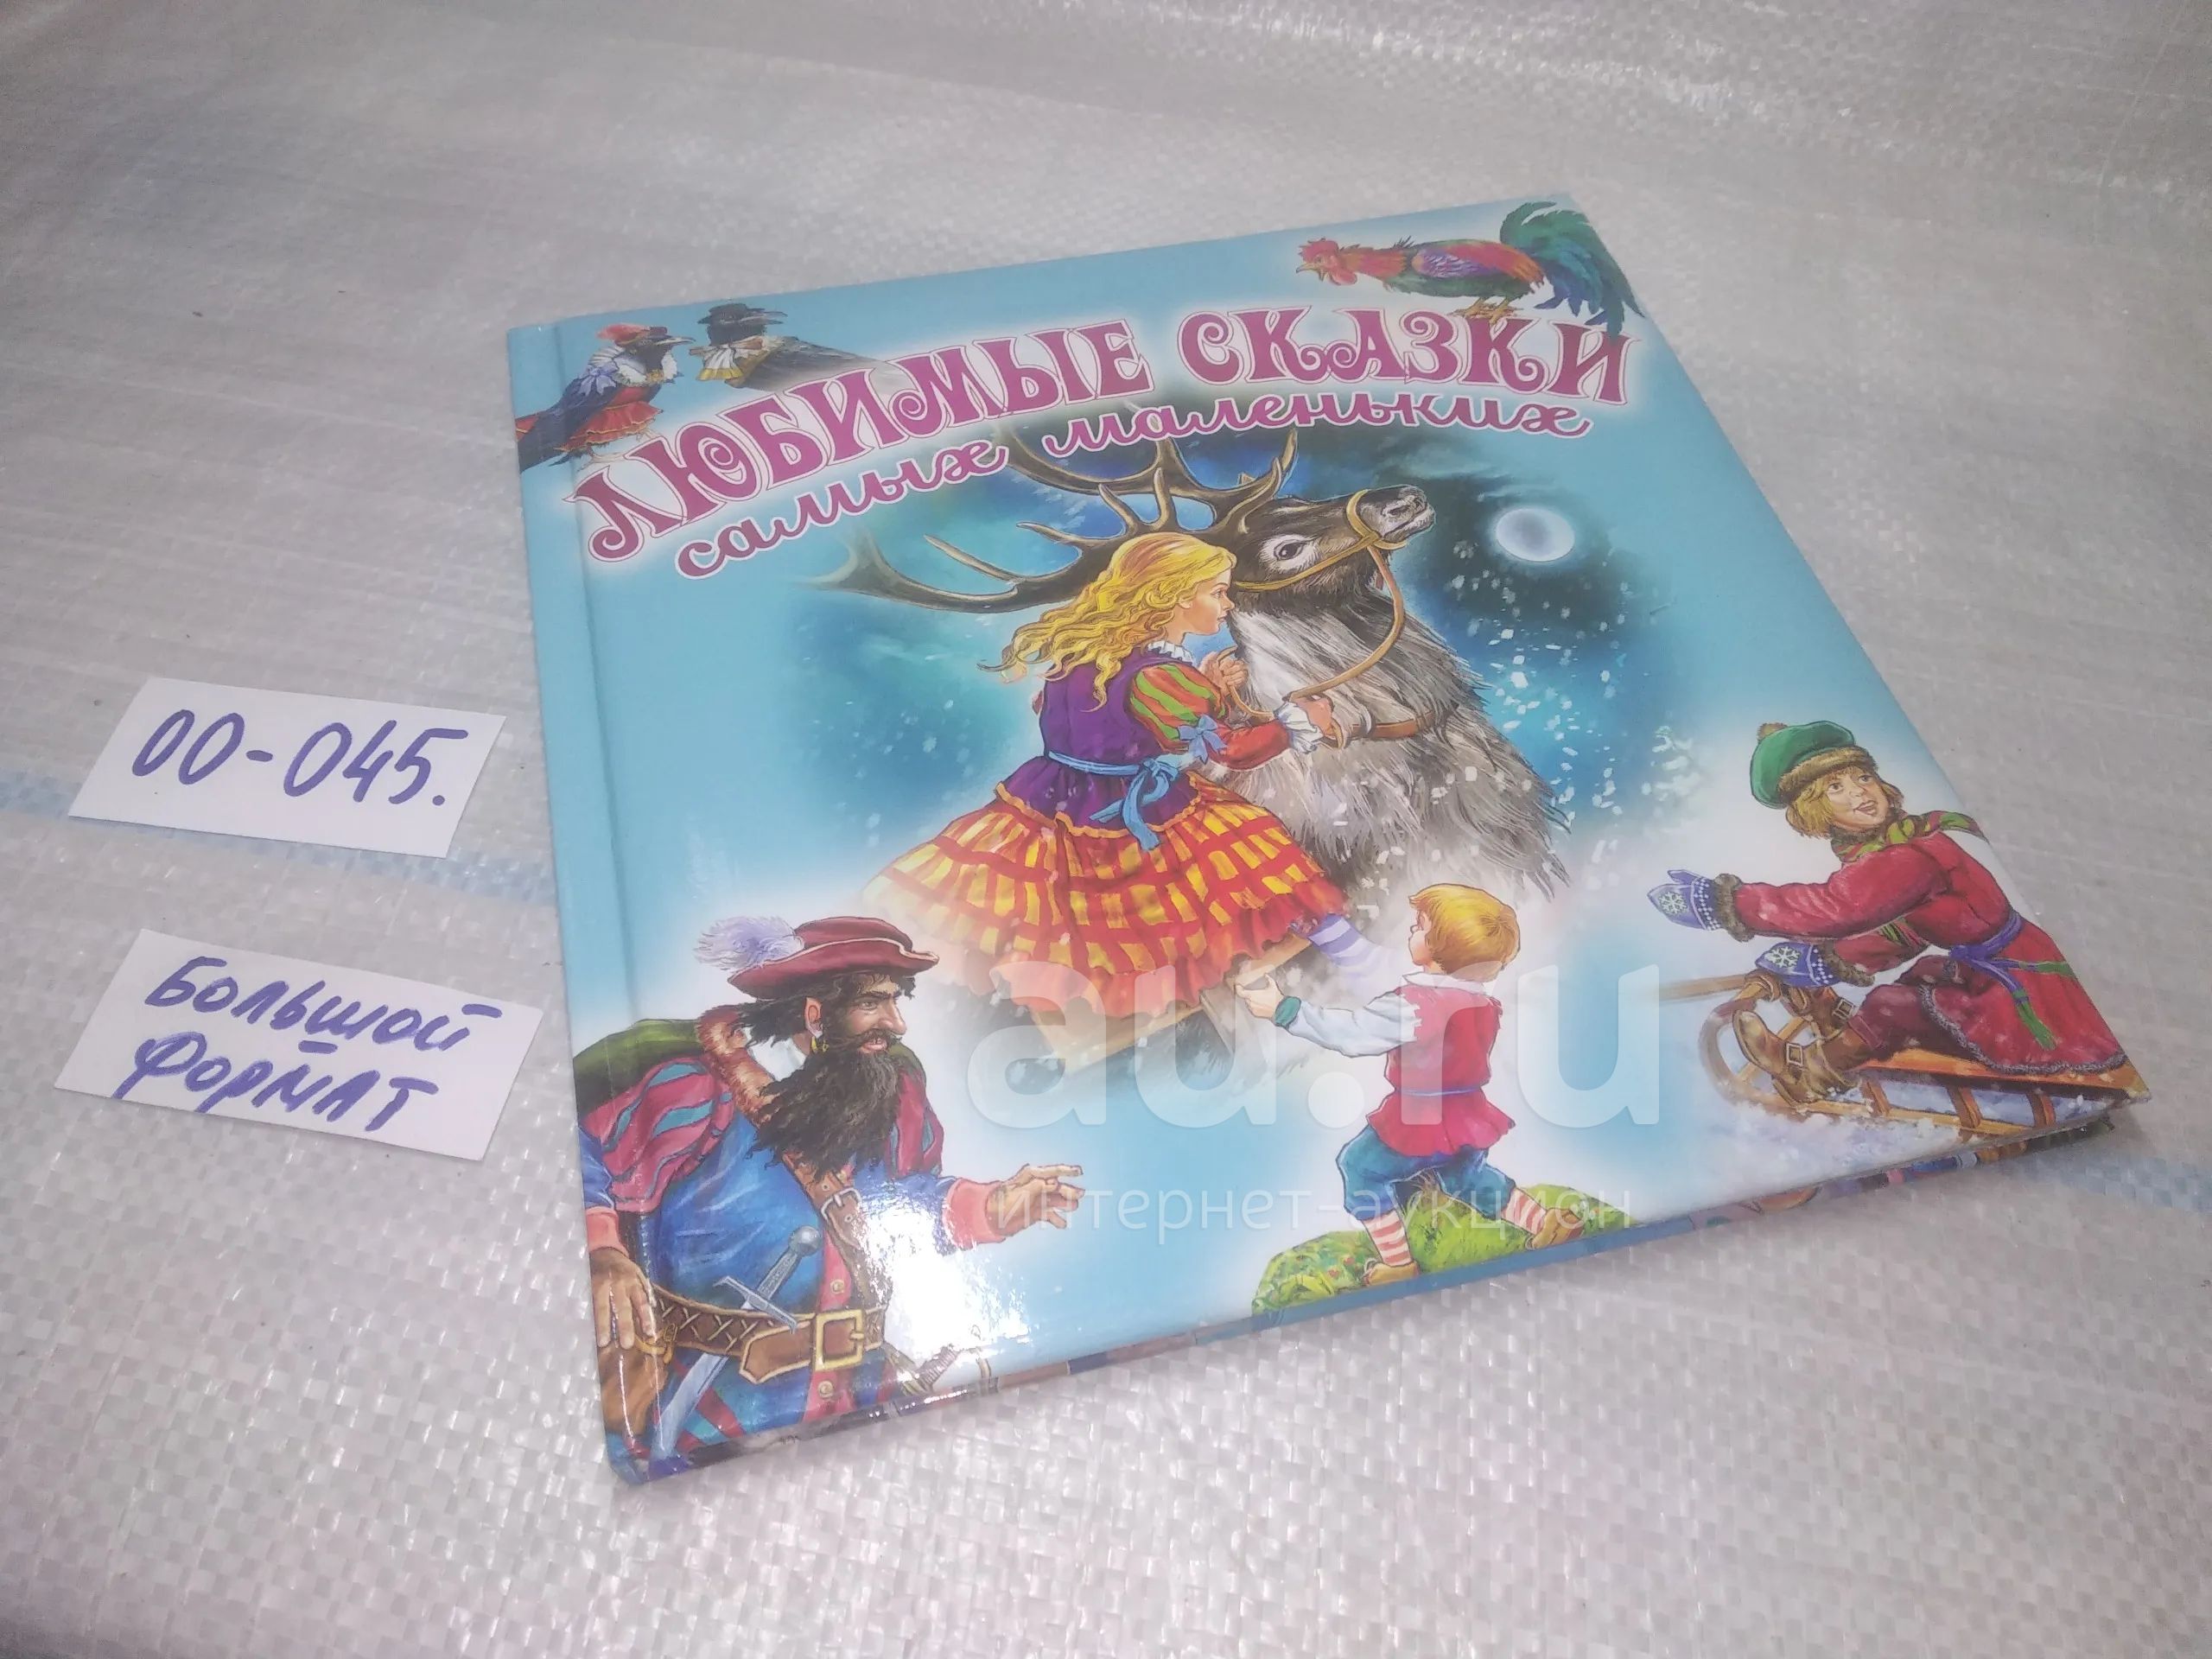 ЛЮБИМЫЕ СКАЗКИ
самых маленьких
00-045.
БОЛЬШОЙ
ФОРМАТ
au.ru
интернет-аукцион